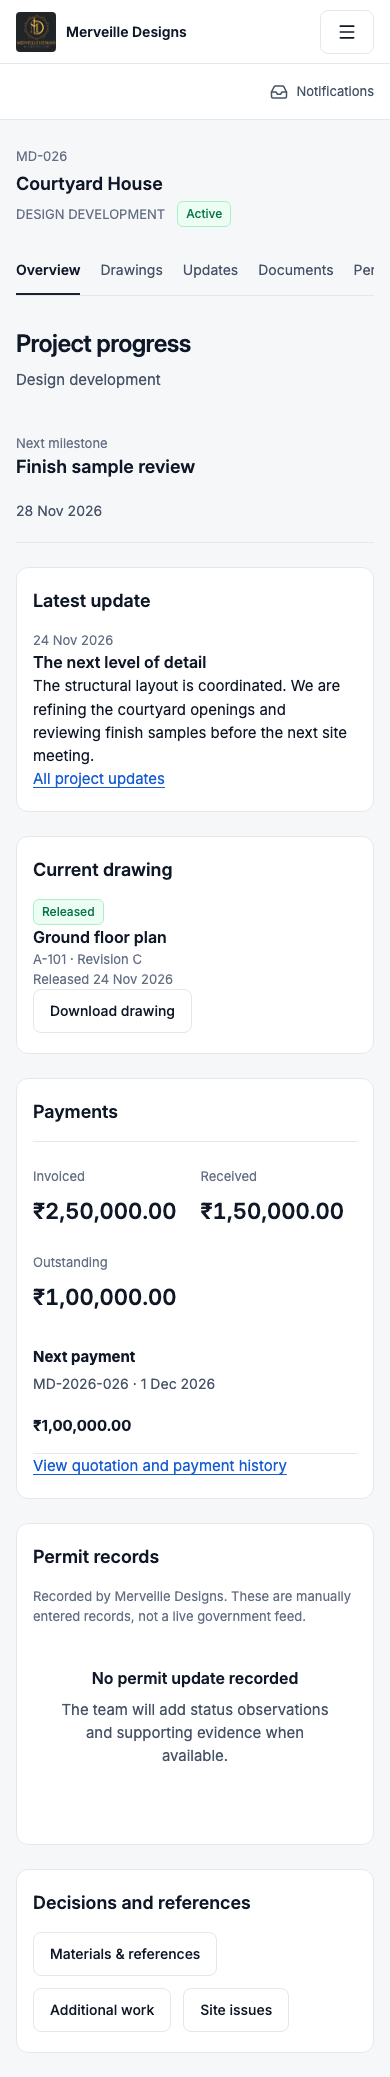 Merveille Designs
Notifications
MD-026
Courtyard House
DESIGN DEVELOPMENT Active
Overview Drawings Updates Documents Per
Project progress
Design development
Next milestone
Finish sample review
28 Nov 2026
Latest update
24 Nov 2026
The next level of detail
The structural layout is coordinated. We are
refining the courtyard openings and
reviewing finish samples before the next site
meeting.
All project updates
Current drawing
Released
Ground floor plan
A-101 · Revision C
Released 24 Nov 2026
Download drawing
Payments
Invoiced Received
₹2,50,000.00 ₹1,50,000.00
Outstanding
₹1,00,000.00
Next payment
MD-2026-026 · 1 Dec 2026
₹1,00,000.00
View quotation and payment history
Permit records
Recorded by Merveille Designs. These are manually
entered records, not a live government feed.
No permit update recorded
The team will add status observations
and supporting evidence when
available.
Decisions and references
Materials & references
Additional work Site issues